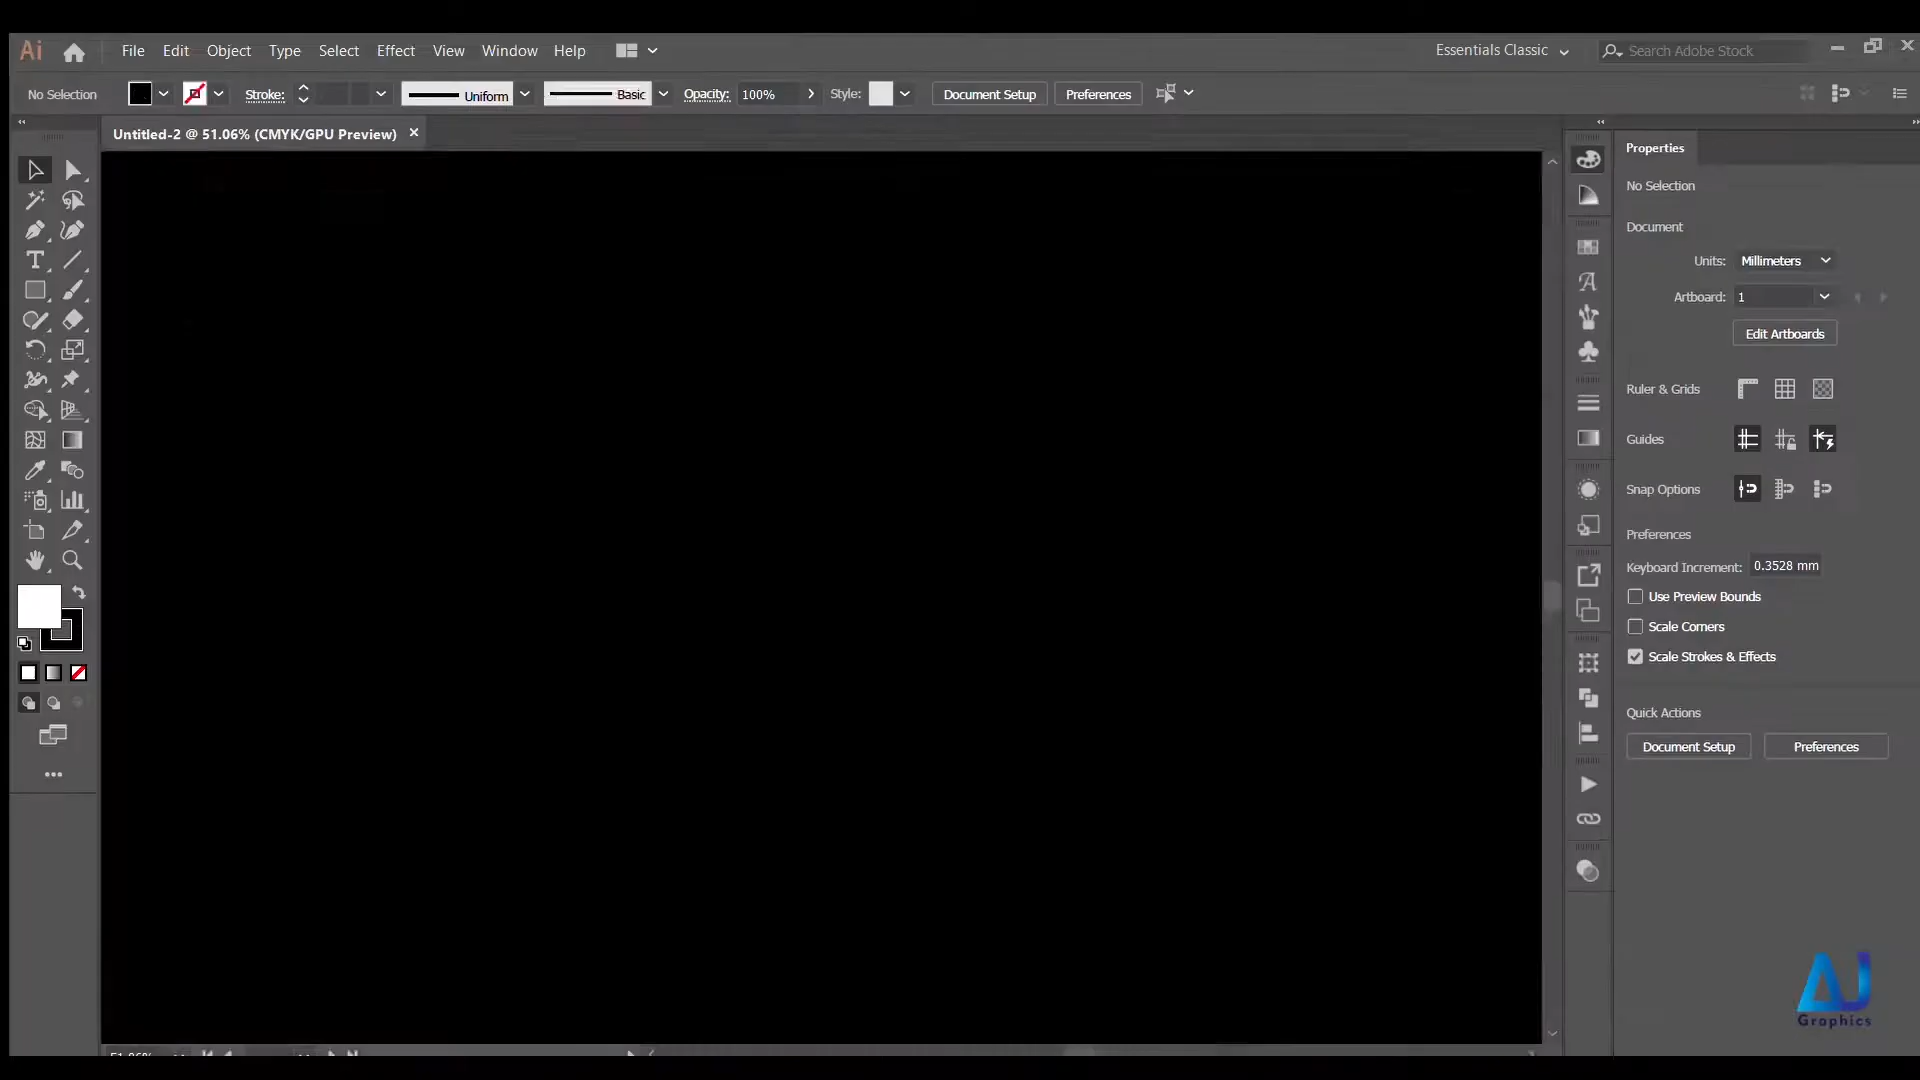 Ai File Edit Object Type Select Effect View Window Help Essentials Classic Search Adobe Stock
No Selection Stroke: Uniform Basic Opacity: 100% Style: Document Setup Preferences
Untitled-2 @ 51.06% (CMYK/GPU Preview)
Properties
No Selection
Document
Units: Millimeters
Artboard: 1
Edit Artboards
Ruler & Grids
Guides
Snap Options
Preferences
Keyboard Increment: 0.3528 mm
Use Preview Bounds
Scale Corners
Scale Strokes & Effects
Quick Actions
Document Setup Preferences
AJ
Graphics